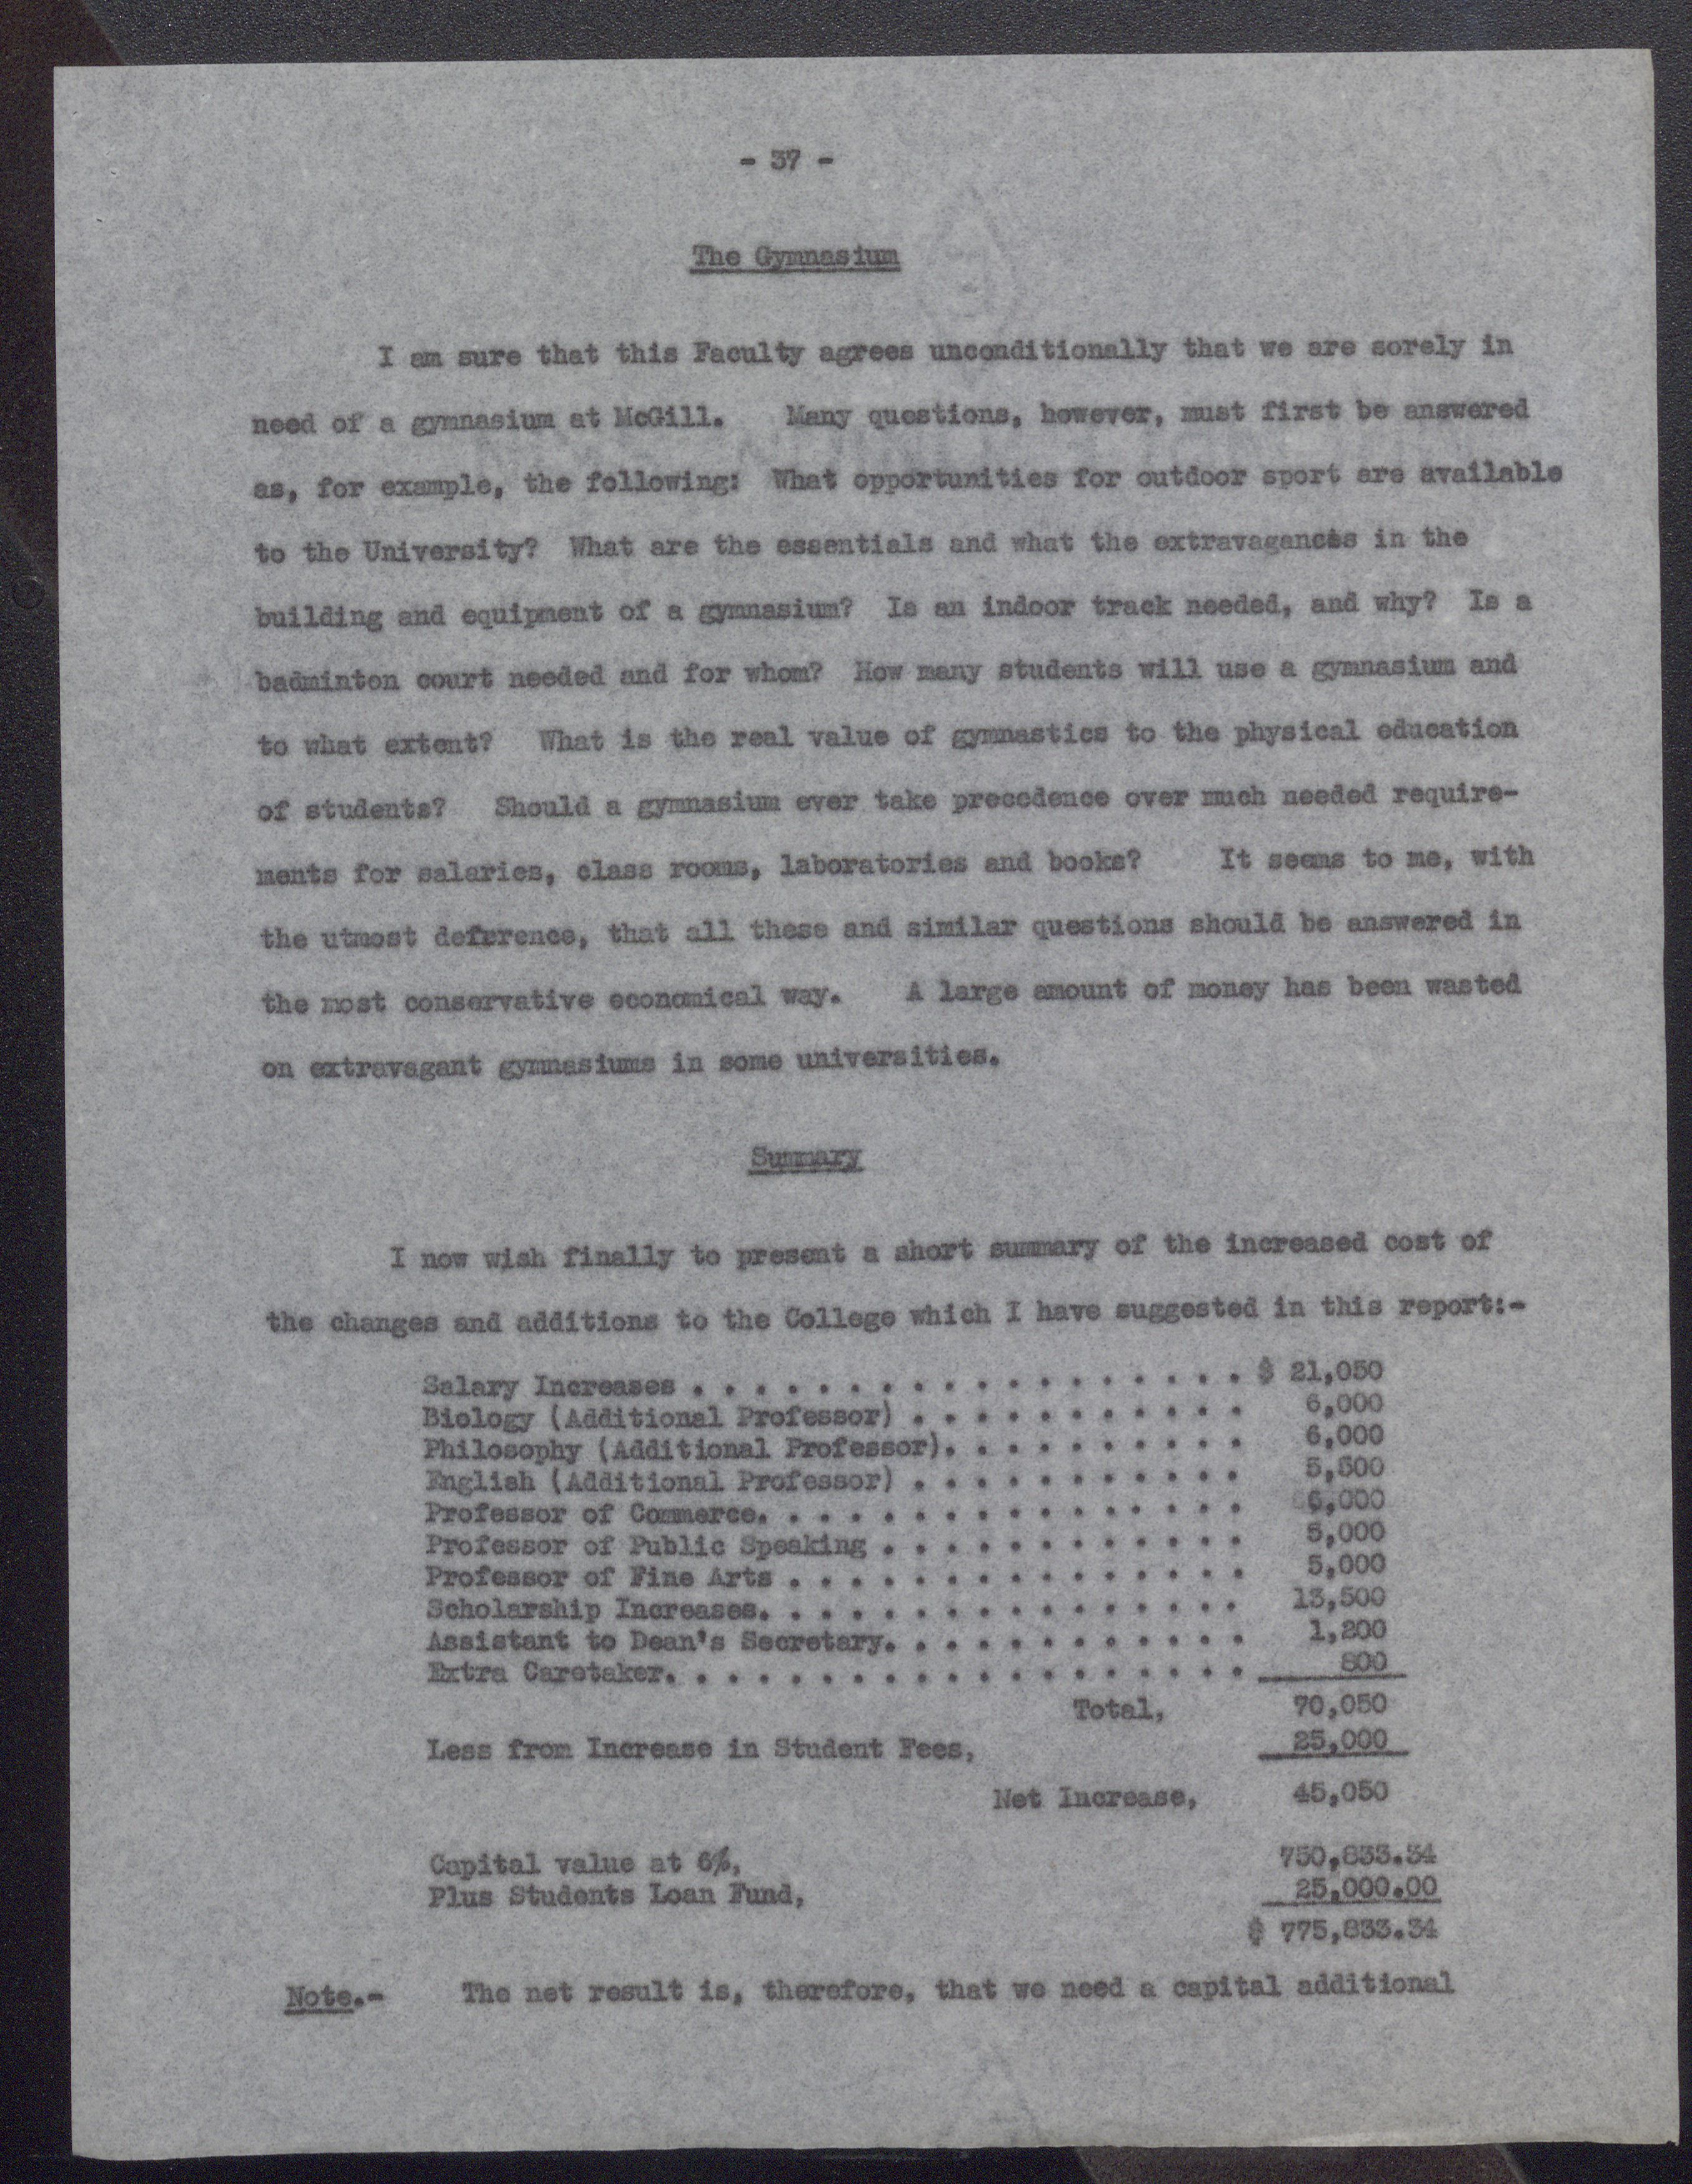 - 37 -
The Gymnasium
I am sure that this Faculty agrees unconditionally that we are sorely in
need of a gymnasium at McGill. Many questions, however, must first be answered
as, for example, the following: What opportunities for outdoor sport are available
to the University? What are the essentials and what the extravagances in the
building and equipment of a gymnasium? Is an indoor track needed, and why? Is a
badminton court needed and for whom? How many students will use a gymnasium and
to what extent? What is the real value of gymnastics to the physical education
of students? Should a gymnasium ever take precedence over much needed require-
ments for salaries, class rooms, laboratories and books? It seems to me, with
the utmost deference, that all these and similar questions should be answered in
the most conservative economical way. A large amount of money has been wasted
on extravagant gymnasiums in some universities.
Summary
I now wish finally to present a short summary of the increased cost of
the changes and additions to the College which I have suggested in this report:-
Salary Increases . . . . . . . . . . . . . . . . . . $ 21,050
Biology (Additional Professor) . . . . . . . . . . . 6,000
Philosophy (Additional Professor). . . . . . . . . . 6,000
English (Additional Professor) . . . . . . . . . . . 5,500
Professor of Commerce. . . . . . . . . . . . . . . . 6,000
Professor of Public Speaking . . . . . . . . . . . . 5,000
Professor of Fine Arts . . . . . . . . . . . . . . . 5,000
Scholarship Increases. . . . . . . . . . . . . . . . 13,500
Assistant to Dean's Secretary. . . . . . . . . . . . 1,200
Extra Caretaker. . . . . . . . . . . . . . . . . . . 800
Total, 70,050
Less from Increase in Student Fees, 25,000
Net Increase, 45,050
Capital value at 6%, 750,833.34
Plus Students Loan Fund, 25,000.00
$ 775,833.34
Note.- The net result is, therefore, that we need a capital additional